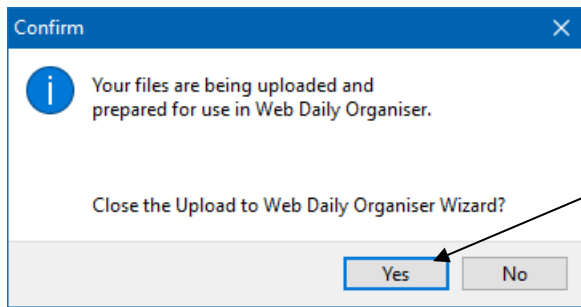 Confirm
Your files are being uploaded and
prepared for use in Web Daily Organiser.
Close the Upload to Web Daily Organiser Wizard?
Yes No